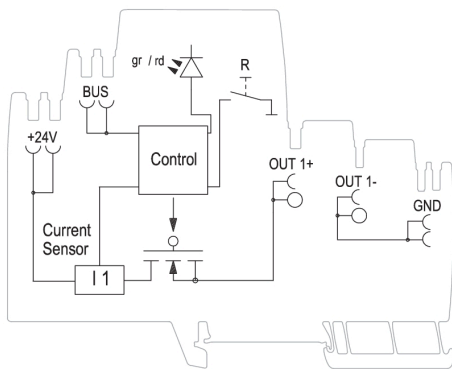 gr / rd
R
BUS
+24V
Control
OUT 1+
OUT 1-
GND
Current
Sensor
I 1